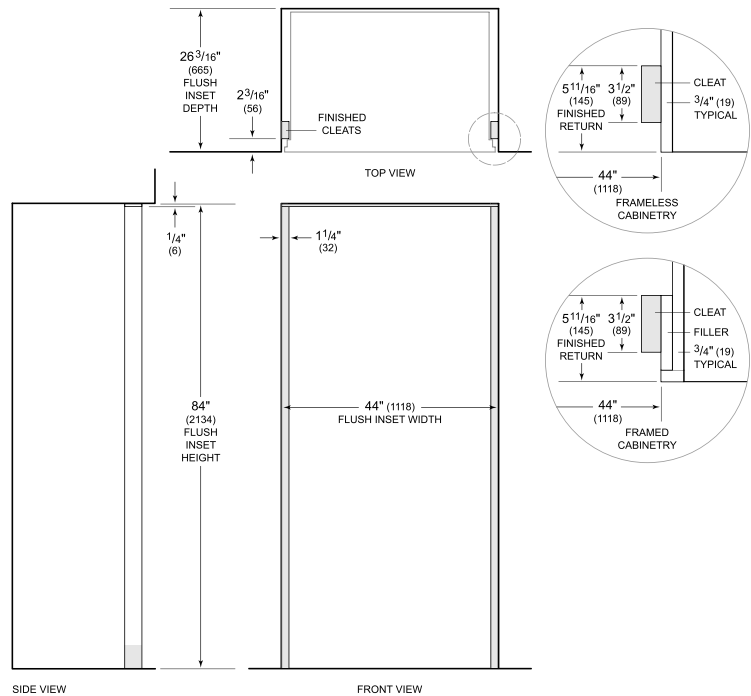 26 3/16"
(665)
FLUSH
INSET
DEPTH
2 3/16"
(56)
FINISHED
CLEATS
TOP VIEW
5 11/16"
(145)
FINISHED
RETURN
3 1/2"
(89)
CLEAT
3/4" (19)
TYPICAL
44"
(1118)
FRAMELESS
CABINETRY
1/4"
(6)
1 1/4"
(32)
84"
(2134)
FLUSH
INSET
HEIGHT
44" (1118)
FLUSH INSET WIDTH
5 11/16"
(145)
FINISHED
RETURN
3 1/2"
(89)
CLEAT
FILLER
3/4" (19)
TYPICAL
44"
(1118)
FRAMED
CABINETRY
SIDE VIEW
FRONT VIEW